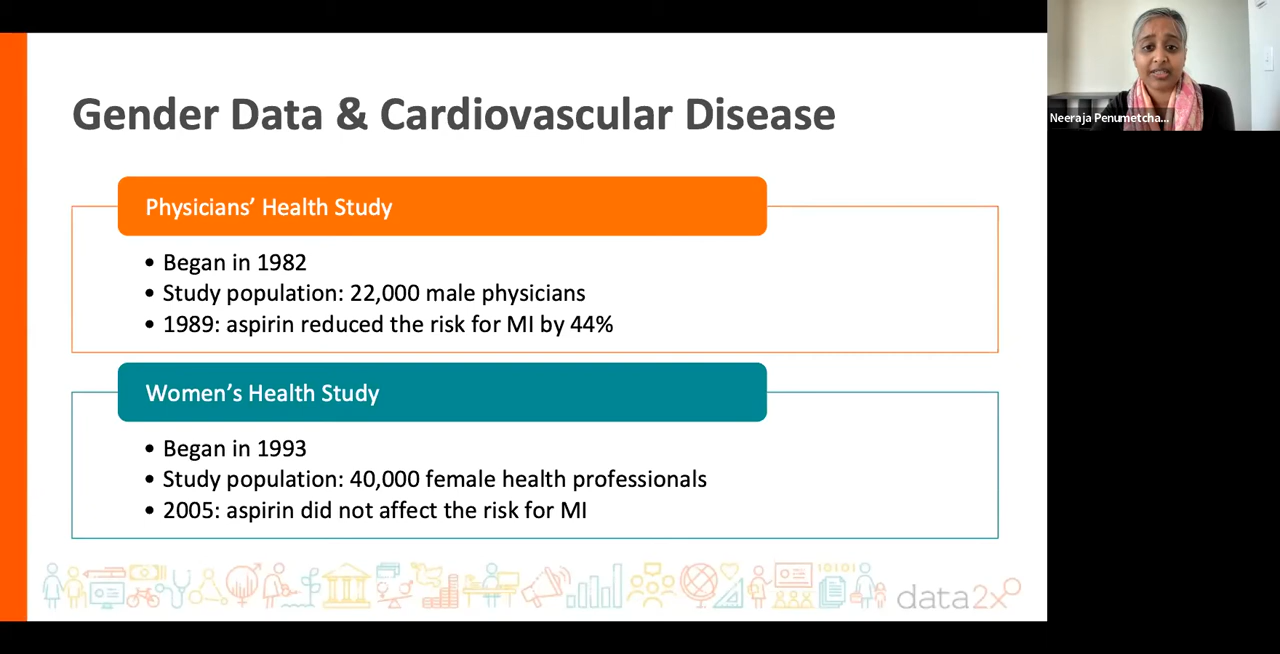 Gender Data & Cardiovascular Disease
Neeraja Penumetcha...
Physicians’ Health Study
• Began in 1982
• Study population: 22,000 male physicians
• 1989: aspirin reduced the risk for MI by 44%
Women’s Health Study
• Began in 1993
• Study population: 40,000 female health professionals
• 2005: aspirin did not affect the risk for MI
101010
data2x